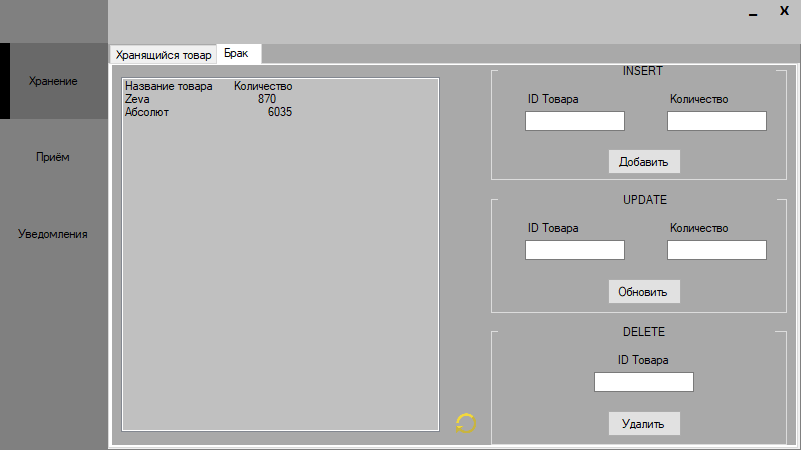 _ X
Хранение
Приём
Уведомления
Хранящийся товар Брак
Название товара Количество
Zeva 870
Абсолют 6035
INSERT
ID Товара Количество
Добавить
UPDATE
ID Товара Количество
Обновить
DELETE
ID Товара
Удалить